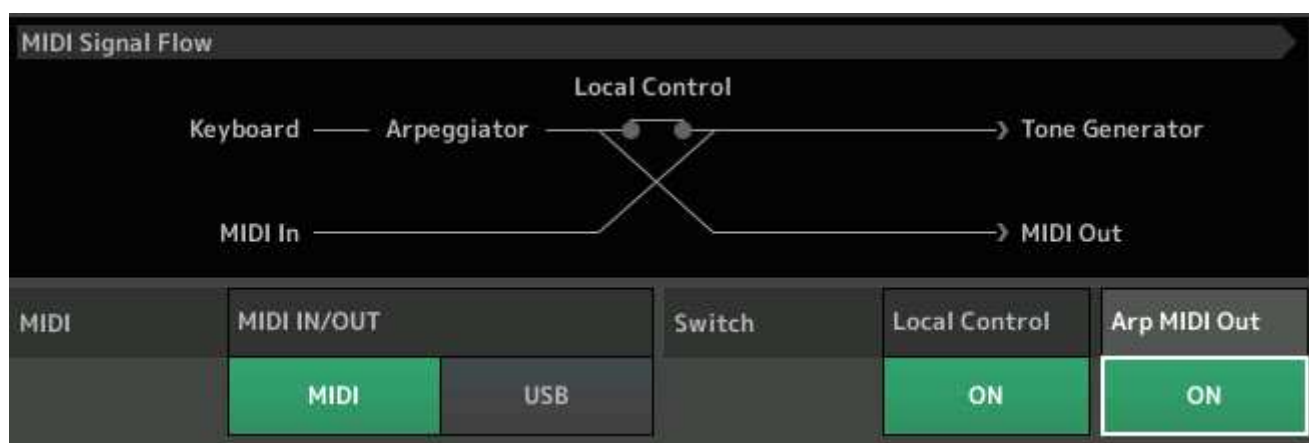 MIDI Signal Flow
Local Control
Keyboard Arpeggiator Tone Generator
MIDI In MIDI Out
MIDI MIDI IN/OUT Switch Local Control Arp MIDI Out
MIDI USB ON ON